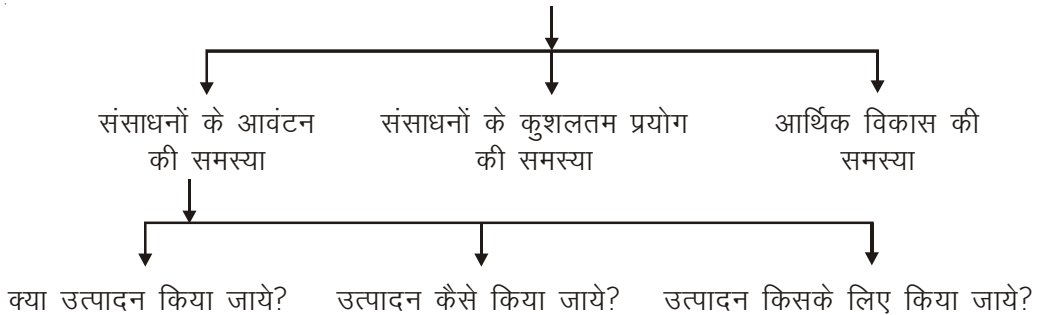 संसाधनों के आवंटन संसाधनों के कुशलतम प्रयोग आर्थिक विकास की
की समस्या की समस्या समस्या
क्या उत्पादन किया जाये? उत्पादन कैसे किया जाये? उत्पादन किसके लिए किया जाये?